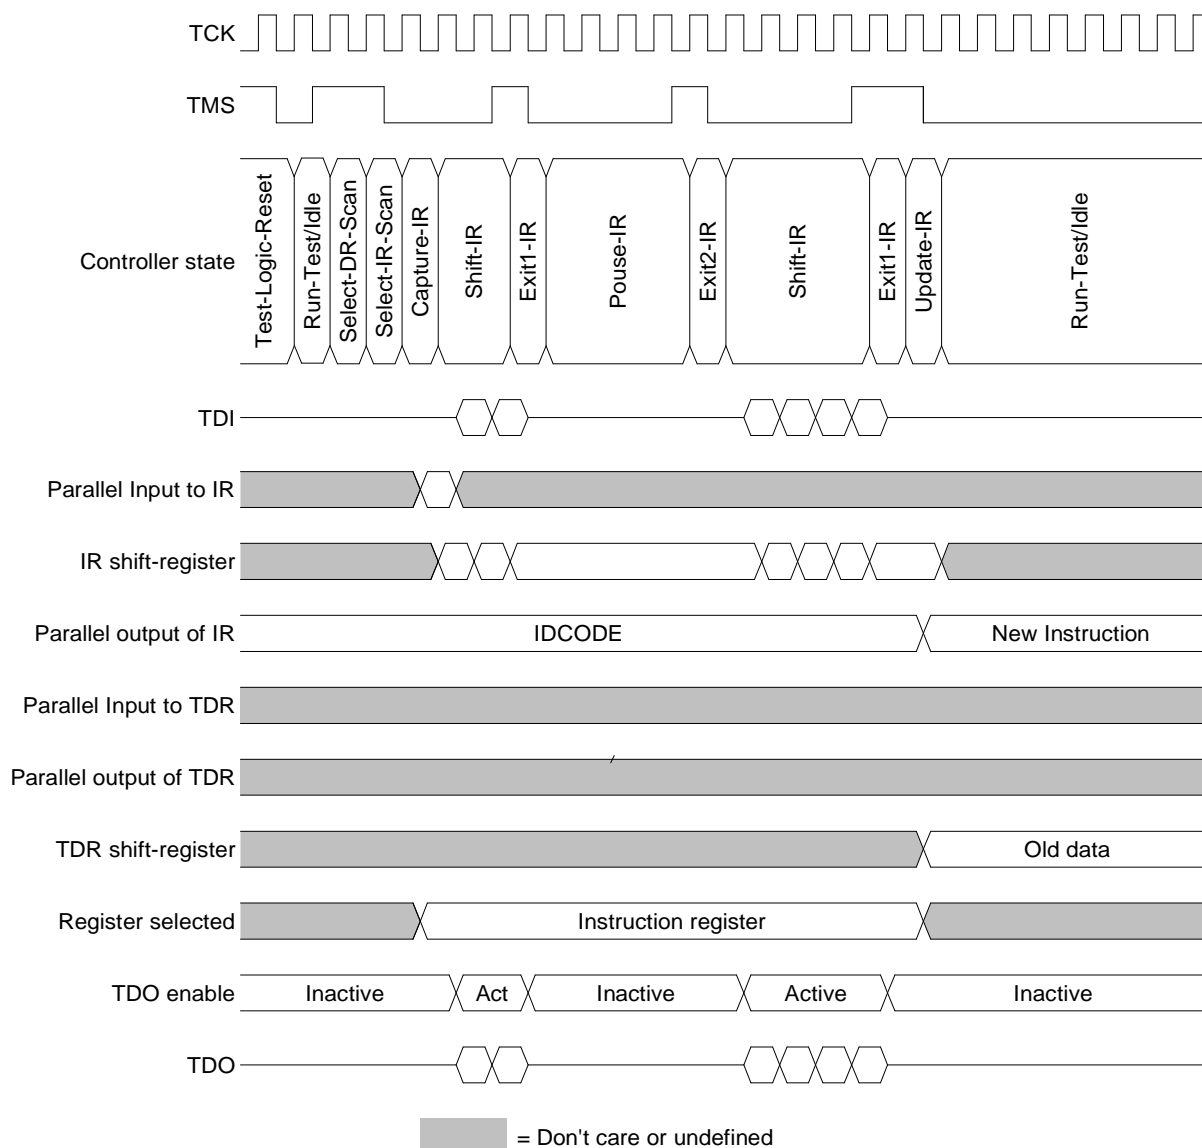 TCK
TMS
Controller state
Test-Logic-Reset
Run-Test/Idle
Select-DR-Scan
Select-IR-Scan
Capture-IR
Shift-IR
Exit1-IR
Pouse-IR
Exit2-IR
Shift-IR
Exit1-IR
Update-IR
Run-Test/Idle
TDI
Parallel Input to IR
IR shift-register
Parallel output of IR IDCODE New Instruction
Parallel Input to TDR
Parallel output of TDR
TDR shift-register Old data
Register selected Instruction register
TDO enable Inactive Act Inactive Active Inactive
TDO
= Don't care or undefined